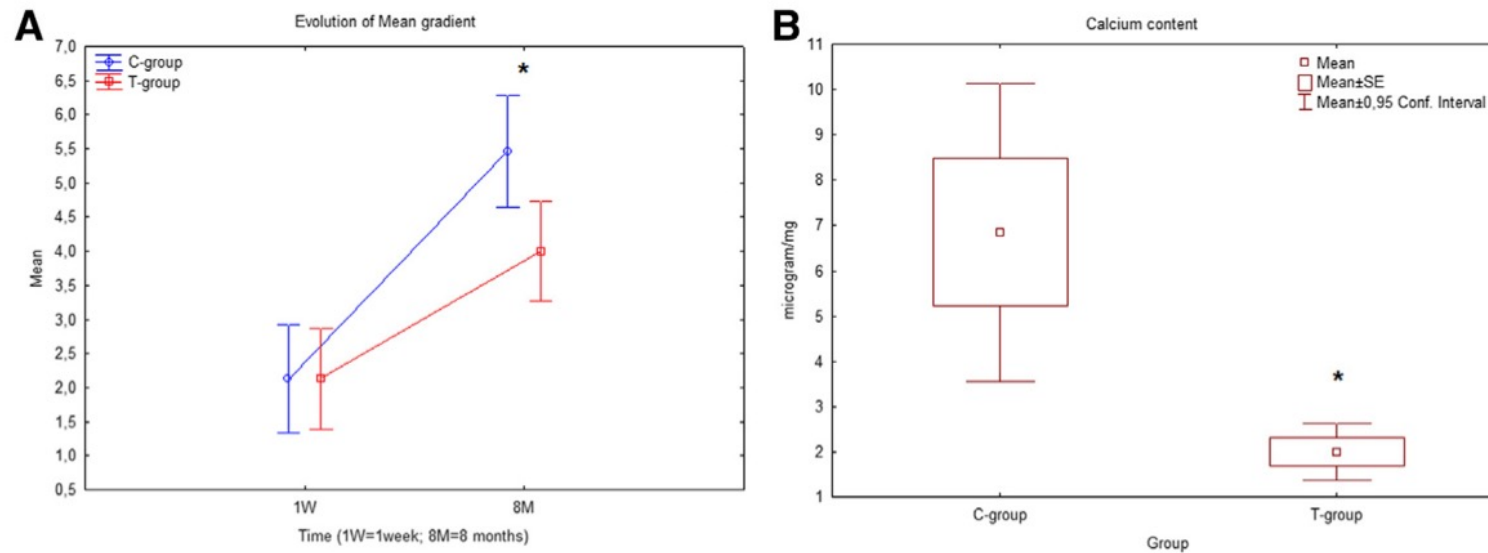 A
Evolution of Mean gradient
7,0
6,5
6,0
5,5
5,0
4,5
4,0
3,5
3,0
2,5
2,0
1,5
1,0
0,5
Mean
C-group
T-group
*
1W
8M
Time (1W=1week; 8M=8 months)
B
Calcium content
11
10
9
8
7
6
5
4
3
2
1
microgram/mg
Mean
Mean±SE
Mean±0,95 Conf. Interval
*
C-group
T-group
Group